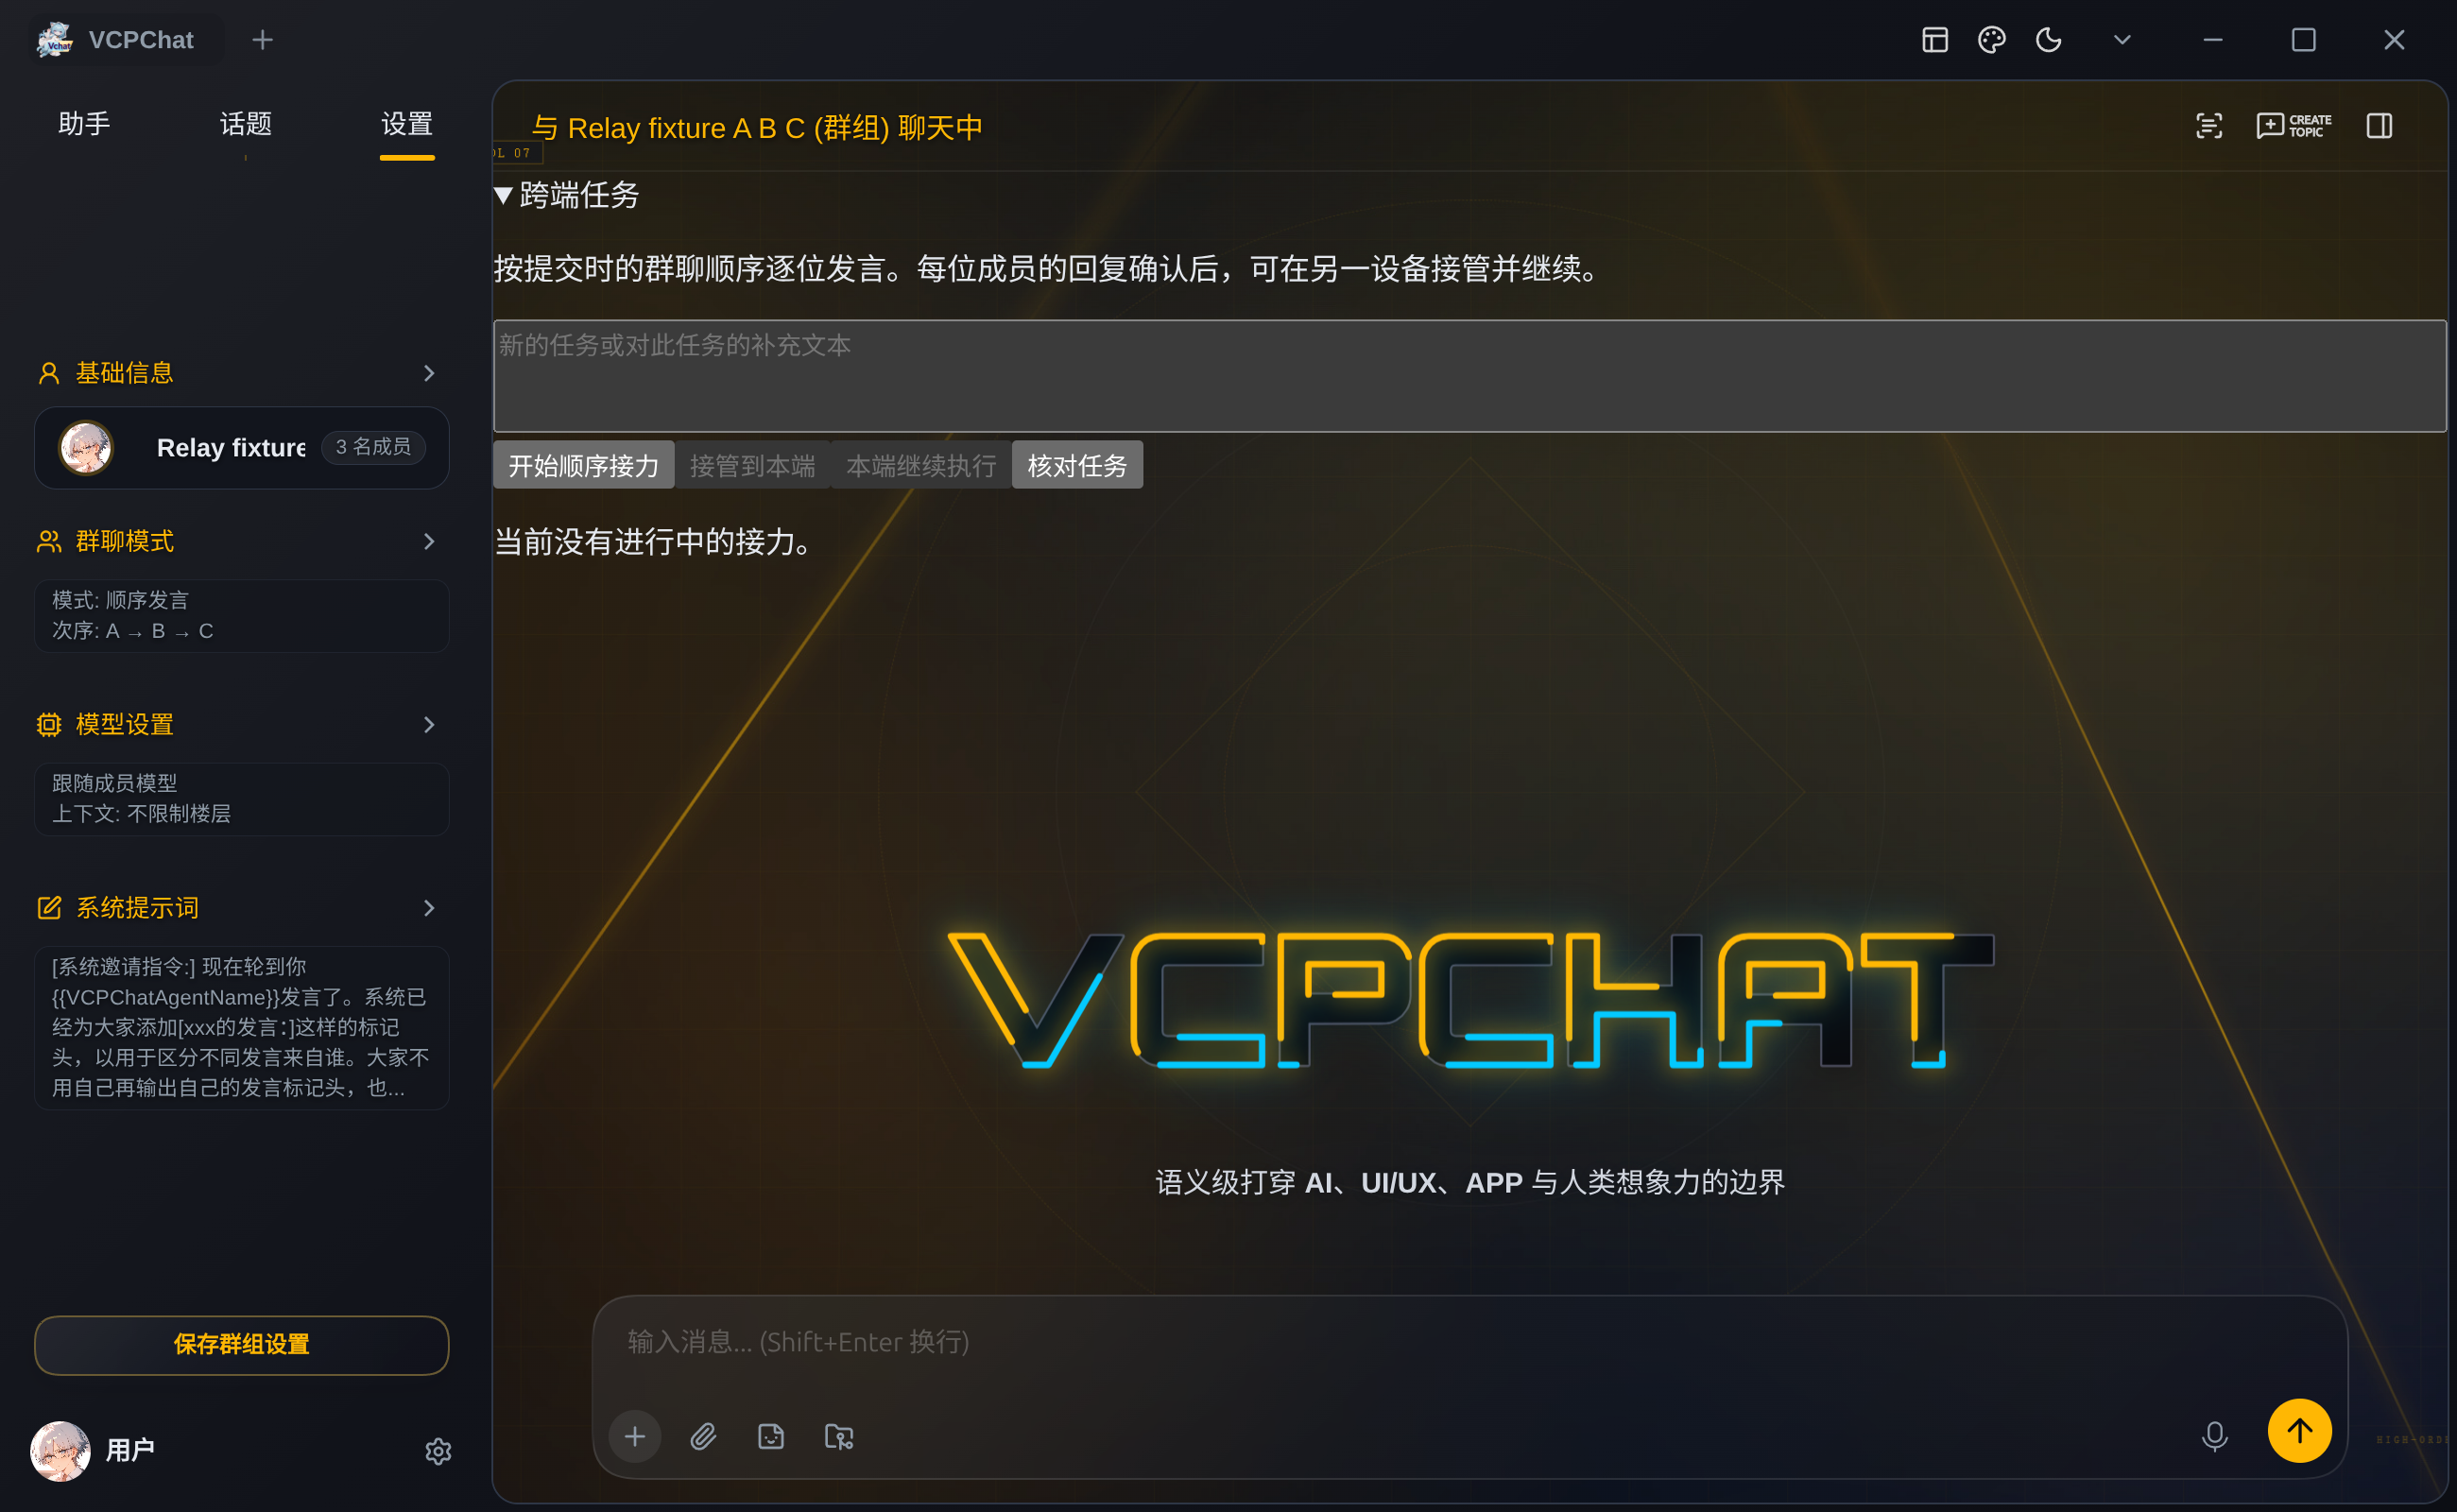 VCPChat
助手
话题
设置
基础信息
Relay fixture
3 名成员
群聊模式
模式: 顺序发言
次序: A → B → C
模型设置
跟随成员模型
上下文: 不限制楼层
系统提示词
[系统邀请指令:] 现在轮到你
{{VCPChatAgentName}}发言了。系统已
经为大家添加[xxx的发言：]这样的标记
头，以用于区分不同发言来自谁。大家不
用自己再输出自己的发言标记头，也...
保存群组设置
用户
与 Relay fixture A B C (群组) 聊天中
OL 07
CREATE
TOPIC
跨端任务
按提交时的群聊顺序逐位发言。每位成员的回复确认后，可在另一设备接管并继续。
新的任务或对此任务的补充文本
开始顺序接力
接管到本端
本端继续执行
核对任务
当前没有进行中的接力。
VCPCHAT
语义级打穿 AI、UI/UX、APP 与人类想象力的边界
输入消息... (Shift+Enter 换行)